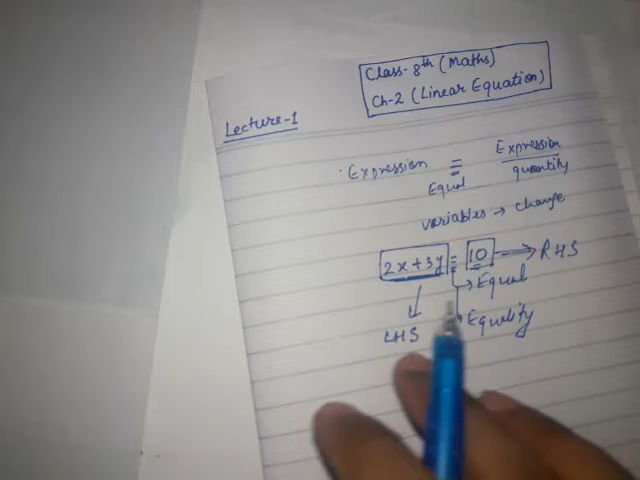 Class-8th (Maths)
Ch-2 (Linear Equation)
Lecture-1
Expression = Expression
Equal quantity
variables → change
2x+3y = 10 → RHS
→ Equal
LHS → Equality